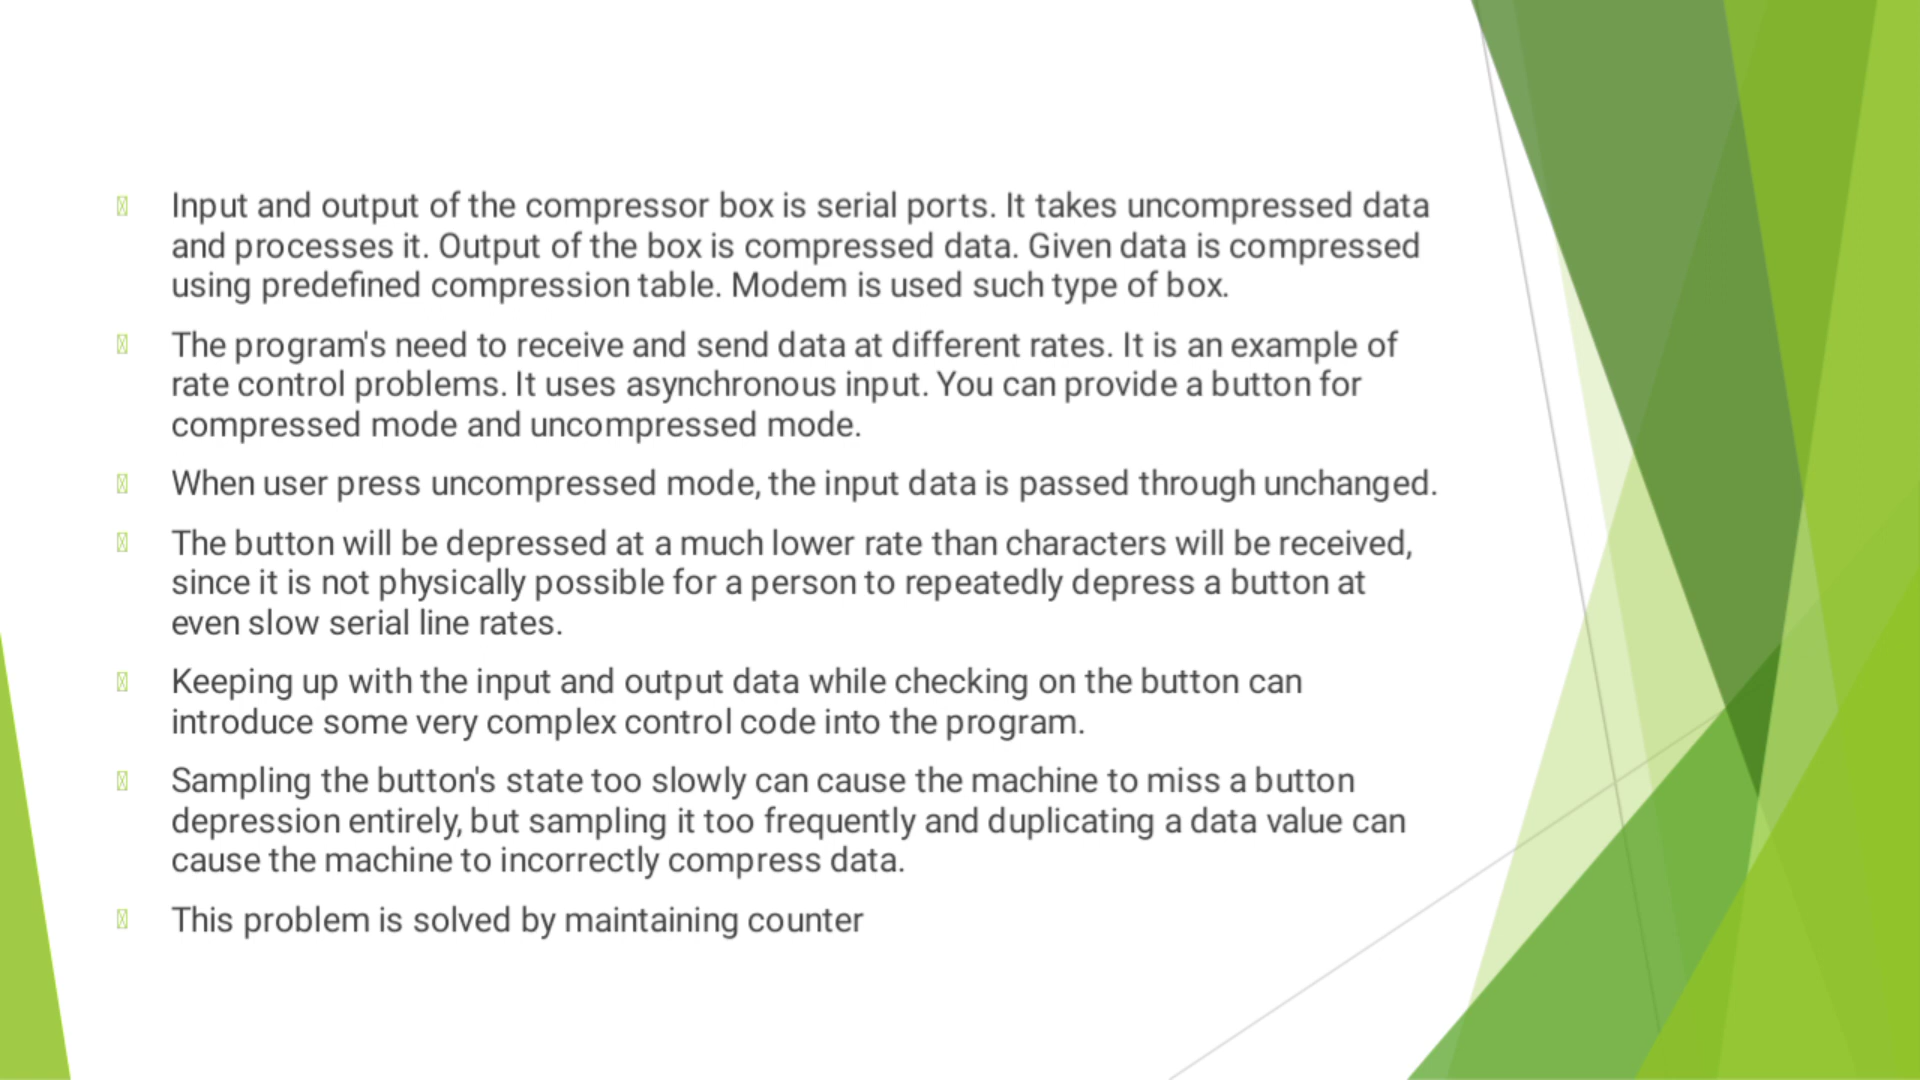 Input and output of the compressor box is serial ports. It takes uncompressed data
and processes it. Output of the box is compressed data. Given data is compressed
using predefined compression table. Modem is used such type of box.
The program's need to receive and send data at different rates. It is an example of
rate control problems. It uses asynchronous input. You can provide a button for
compressed mode and uncompressed mode.
When user press uncompressed mode, the input data is passed through unchanged.
The button will be depressed at a much lower rate than characters will be received,
since it is not physically possible for a person to repeatedly depress a button at
even slow serial line rates.
Keeping up with the input and output data while checking on the button can
introduce some very complex control code into the program.
Sampling the button's state too slowly can cause the machine to miss a button
depression entirely, but sampling it too frequently and duplicating a data value can
cause the machine to incorrectly compress data.
This problem is solved by maintaining counter